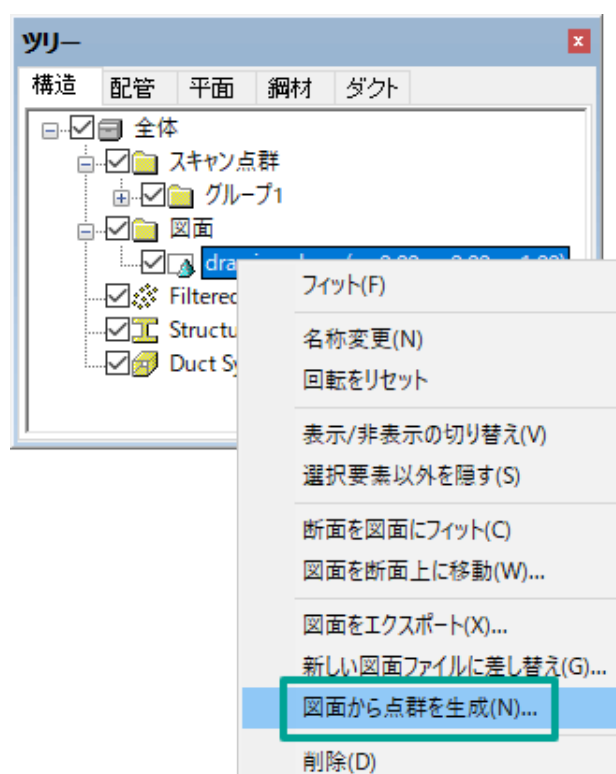 ツリー
構造 配管 平面 鋼材 ダクト
全体
スキャン点群
グループ1
図面
Filtered
Duct
フィット(F)
名称変更(N)
回転をリセット
表示/非表示の切り替え(V)
選択要素以外を隠す(S)
断面を図面にフィット(C)
図面を断面上に移動(W)...
図面をエクスポート(X)...
新しい図面ファイルに差し替え(G)...
図面から点群を生成(N)...
削除(D)